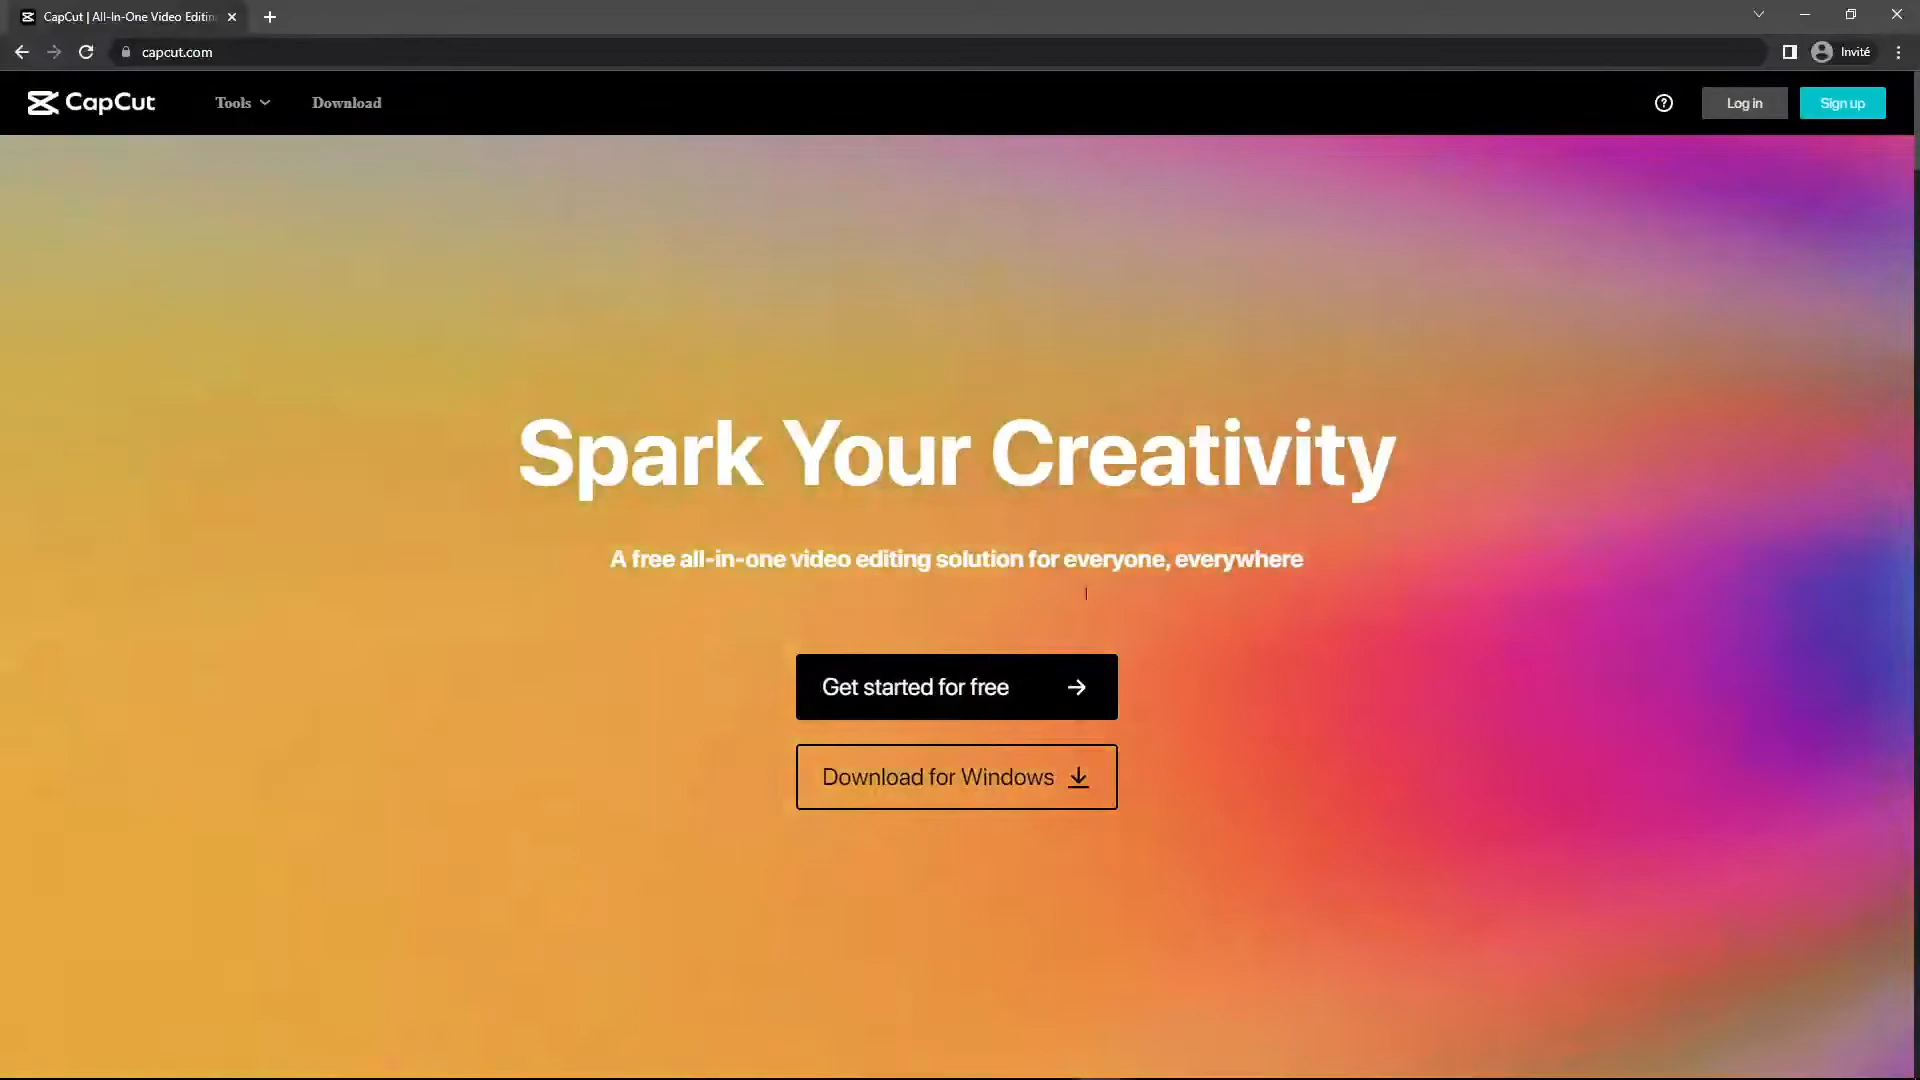 CapCut | All-In-One Video Editin
capcut.com
Invité
CapCut
Tools
Download
Log in
Sign up
Spark Your Creativity
A free all-in-one video editing solution for everyone, everywhere
Get started for free
Download for Windows